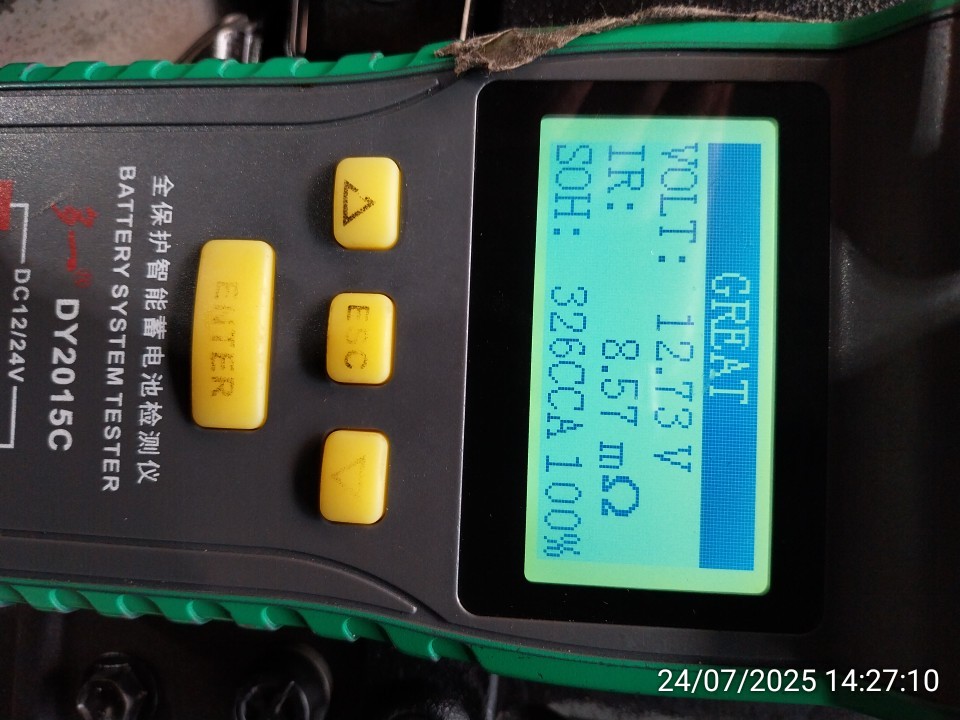 GREAT
VOLT: 12.73 V
IR: 8.57 mΩ
SOH: 326CCA 100%
ESC
ENTER
全保护智能蓄电池检测仪
BATTERY SYSTEM TESTER
DY2015C
DC12/24V
24/07/2025 14:27:10